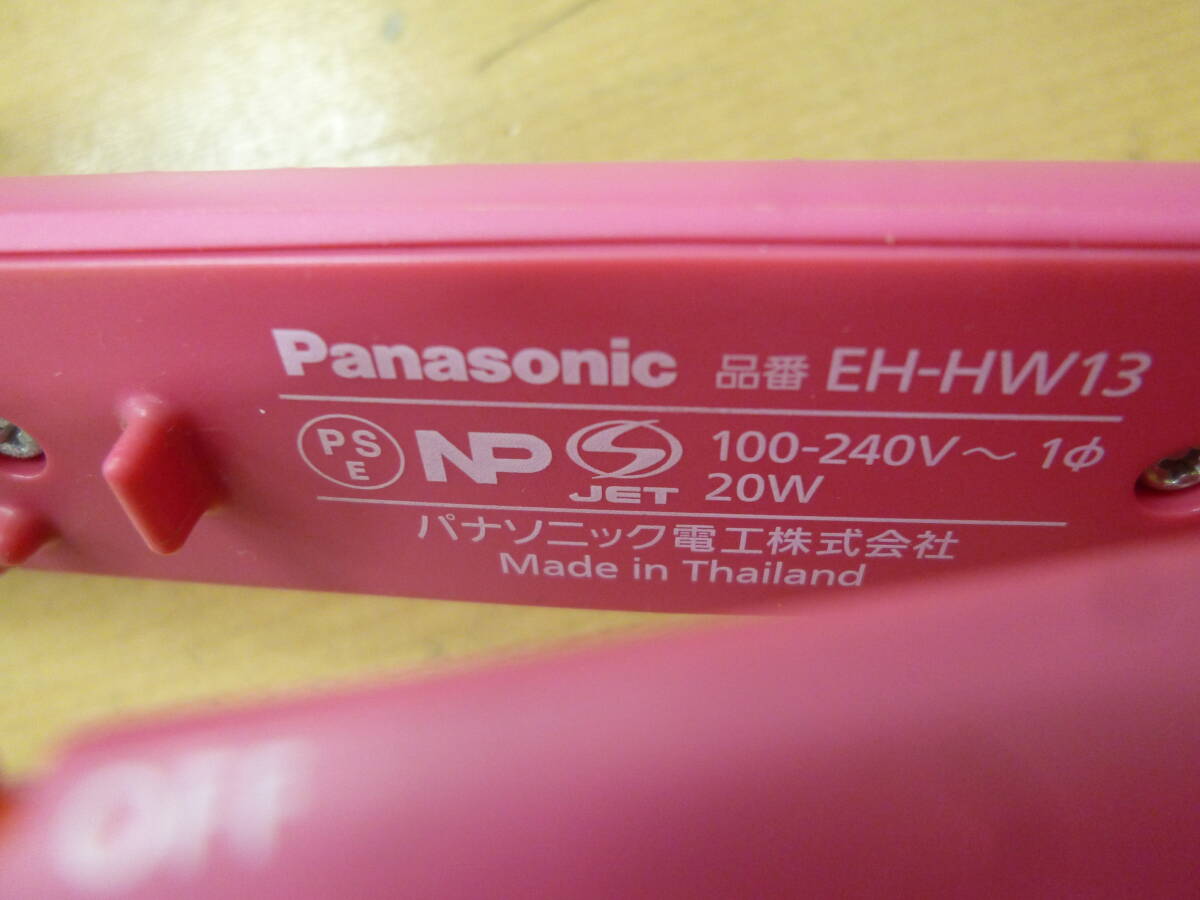 Panasonic 品番 EH-HW13
PS
E NP S JET 100-240V～ 1φ
20W
パナソニック電工株式会社
Made in Thailand